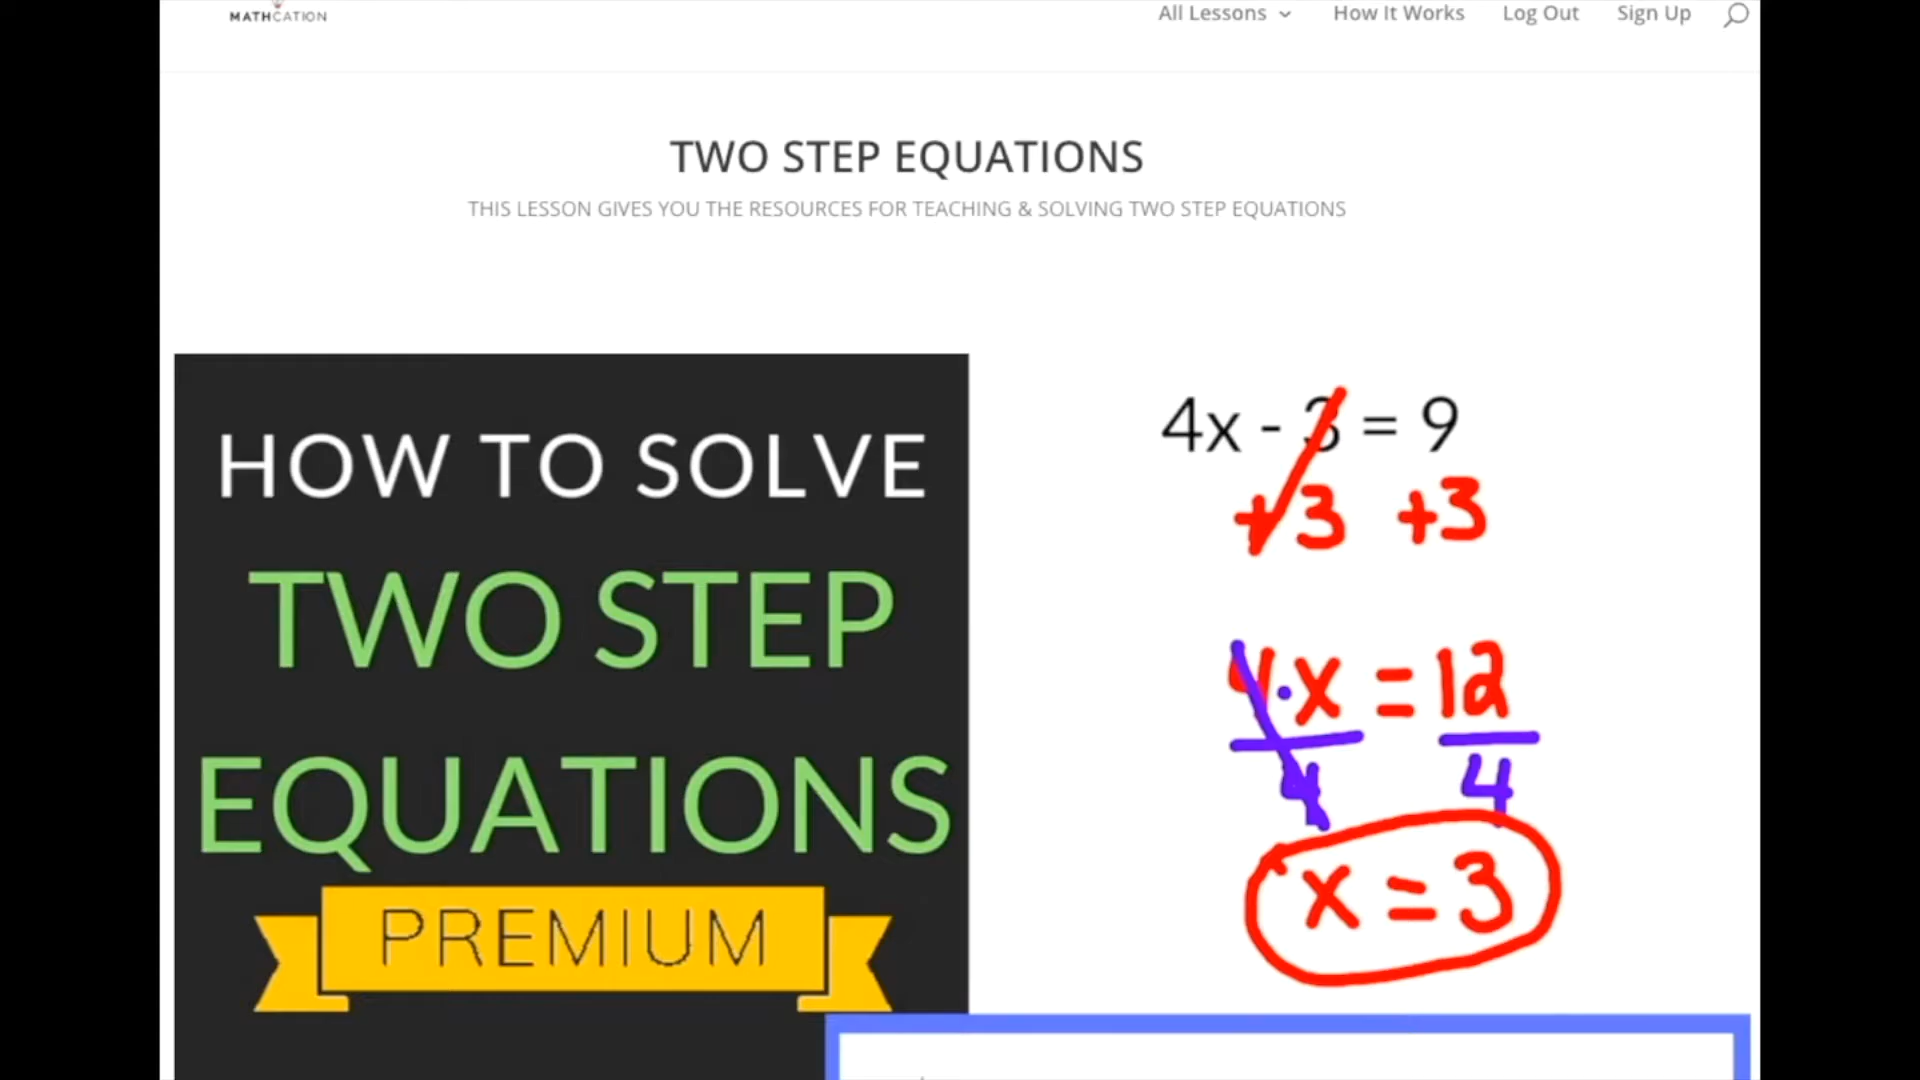 MATHCATION
All Lessons How It Works Log Out Sign Up
TWO STEP EQUATIONS
THIS LESSON GIVES YOU THE RESOURCES FOR TEACHING & SOLVING TWO STEP EQUATIONS
HOW TO SOLVE
TWO STEP
EQUATIONS
PREMIUM
4x - 3 = 9
+3 +3
4·x = 12
4 4
x = 3